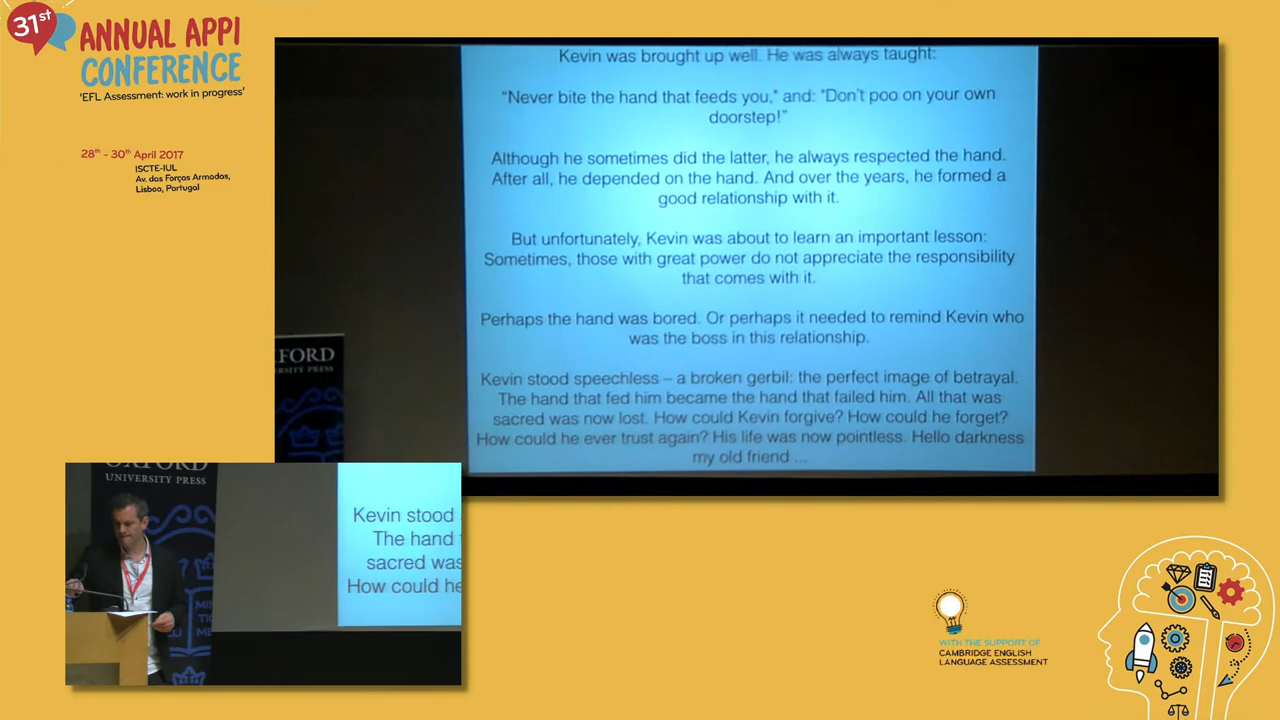 31st
ANNUAL APPI
CONFERENCE
'EFL Assessment: work in progress'
28th - 30th April 2017
ISCTE-IUL
Av. das Forças Armadas,
Lisboa, Portugal
Kevin was brought up well. He was always taught:
"Never bite the hand that feeds you," and: "Don't poo on your own
doorstep!"
Although he sometimes did the latter, he always respected the hand.
After all, he depended on the hand. And over the years, he formed a
good relationship with it.
But unfortunately, Kevin was about to learn an important lesson:
Sometimes, those with great power do not appreciate the responsibility
that comes with it.
Perhaps the hand was bored. Or perhaps it needed to remind Kevin who
was the boss in this relationship.
Kevin stood speechless – a broken gerbil: the perfect image of betrayal.
The hand that fed him became the hand that failed him. All that was
sacred was now lost. How could Kevin forgive? How could he forget?
How could he ever trust again? His life was now pointless. Hello darkness
my old friend ...
FORD
RSITY PRESS
OXFORD
UNIVERSITY PRESS
Kevin stood
The hand
sacred was
How could he
MI
TI
ME
WITH THE SUPPORT OF
CAMBRIDGE ENGLISH
LANGUAGE ASSESSMENT